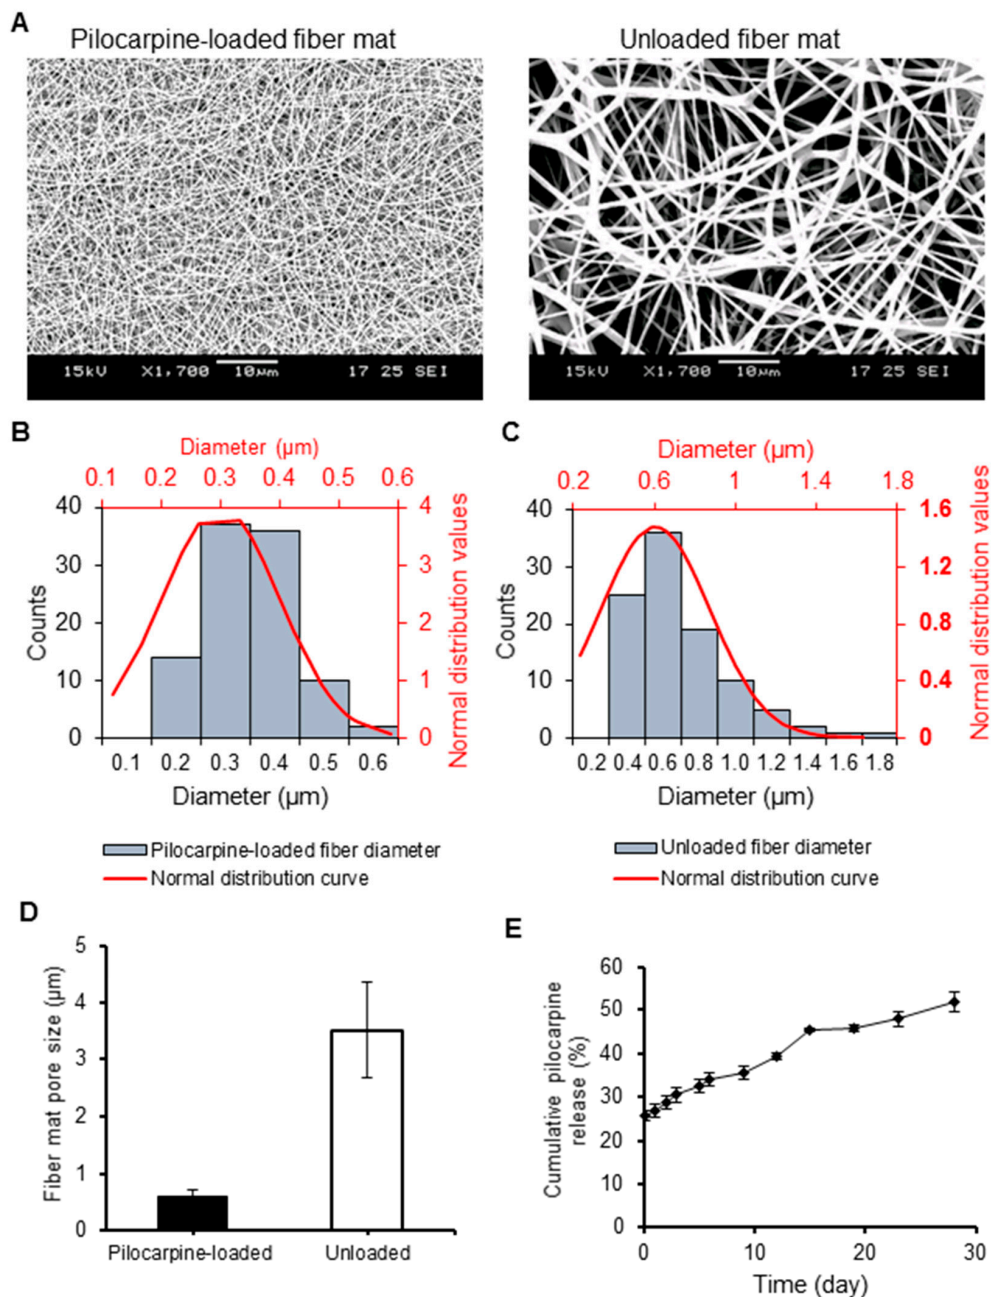 A
Pilocarpine-loaded fiber mat
Unloaded fiber mat
15kV X1,700 10µm 17 25 SEI
15kV X1,700 10µm 17 25 SEI
B
Diameter (µm)
0.1 0.2 0.3 0.4 0.5 0.6
40
30
20
10
0
Counts
4
3
2
1
0
Normal distribution values
0.1 0.2 0.3 0.4 0.5 0.6
Diameter (µm)
Pilocarpine-loaded fiber diameter
Normal distribution curve
C
Diameter (µm)
0.2 0.6 1 1.4 1.8
40
30
20
10
0
Counts
1.6
1.2
0.8
0.4
0
Normal distribution values
0.2 0.4 0.6 0.8 1.0 1.2 1.4 1.6 1.8
Diameter (µm)
Unloaded fiber diameter
Normal distribution curve
D
5
4
3
2
1
0
Fiber mat pore size (µm)
Pilocarpine-loaded Unloaded
E
60
50
40
30
20
10
0
Cumulative pilocarpine
release (%)
0 10 20 30
Time (day)